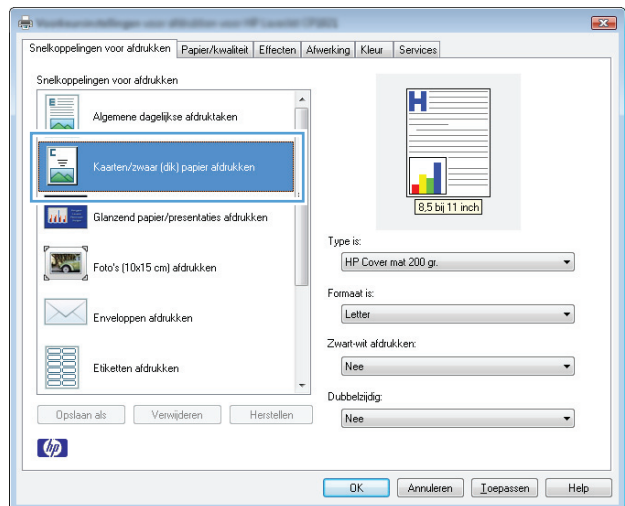 Snelkoppelingen voor afdrukken
Papier/kwaliteit
Effecten
Afwerking
Kleur
Services
Snelkoppelingen voor afdrukken
Algemene dagelijkse afdruktaken
Kaarten/zwaar (dik) papier afdrukken
Glanzend papier/presentaties afdrukken
Foto's (10x15 cm) afdrukken
Enveloppen afdrukken
Etiketten afdrukken
Opslaan als
Verwijderen
Herstellen
hp
H
8,5 bij 11 inch
Type is:
HP Cover mat 200 gr.
Formaat is:
Letter
Zwart-wit afdrukken:
Nee
Dubbelzijdig:
Nee
OK
Annuleren
Toepassen
Help